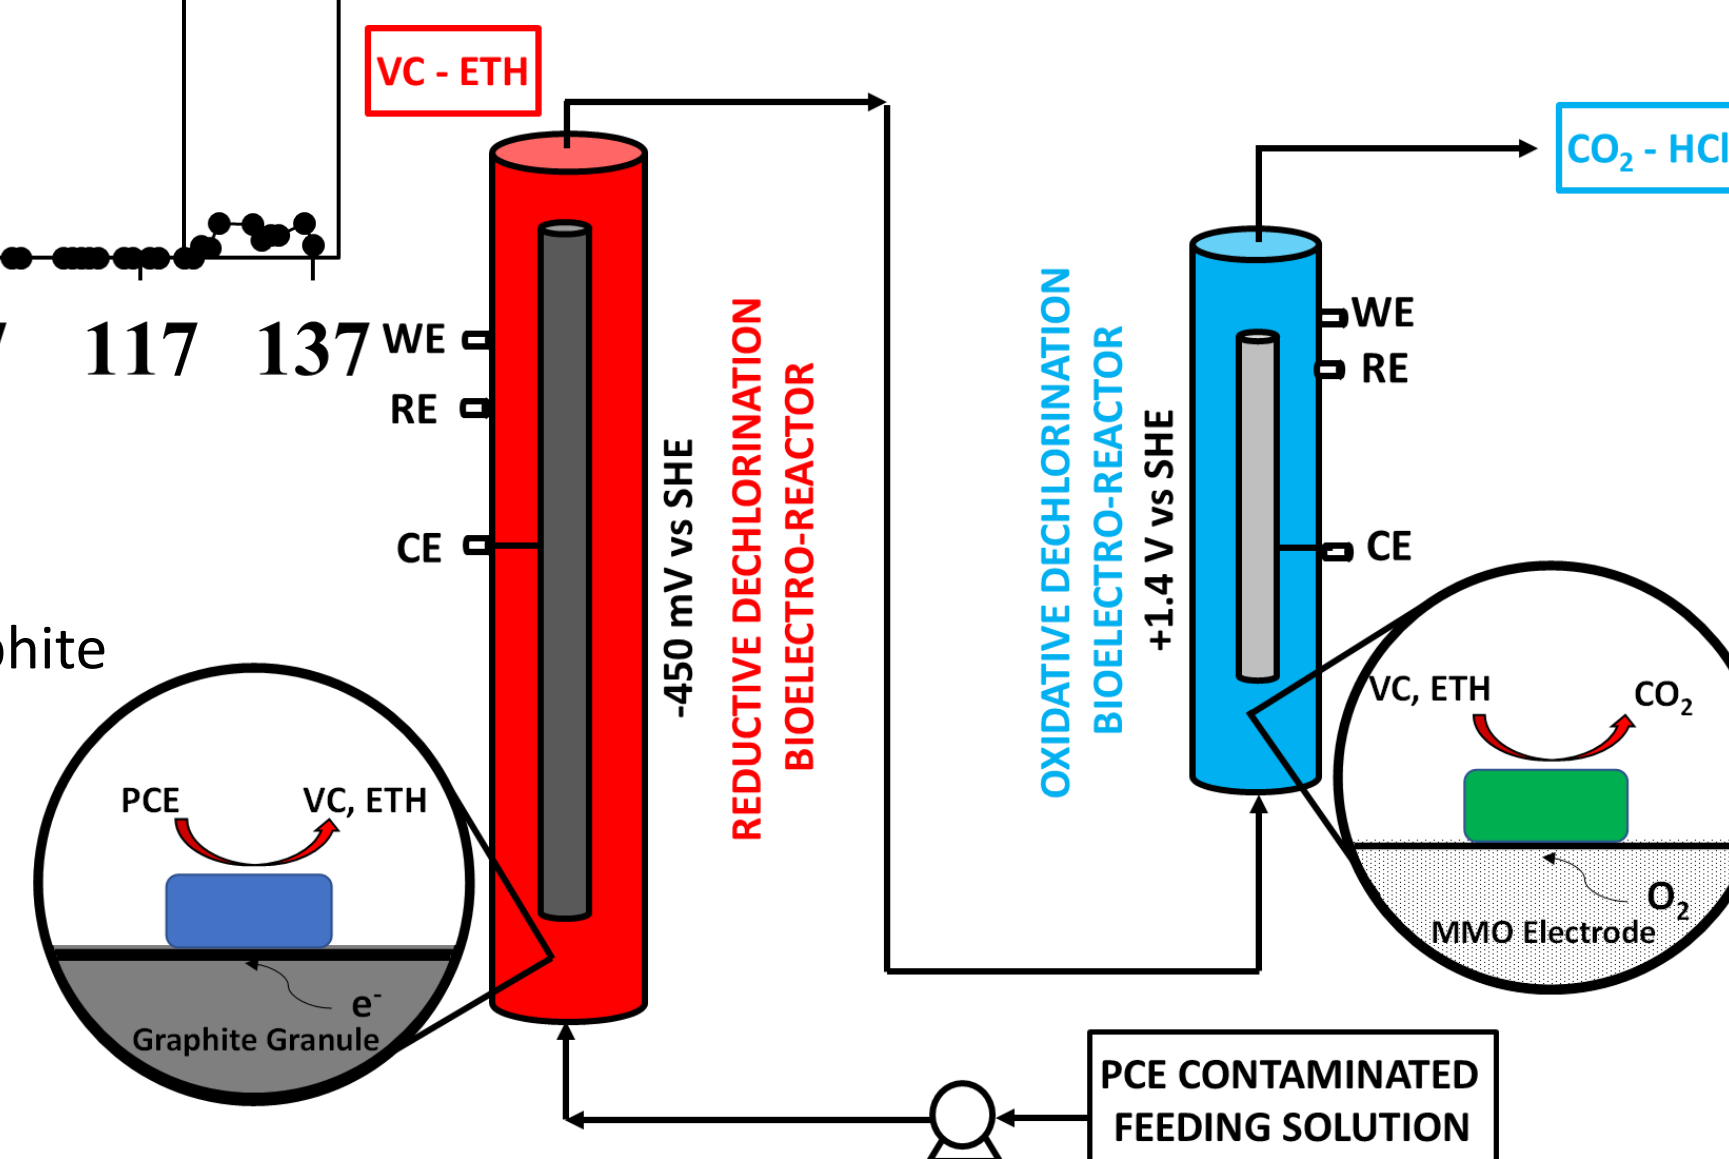 VC - ETH
CO2 - HCl
117 137
WE
RE
CE
-450 mV vs SHE
REDUCTIVE DECHLORINATION
BIOELECTRO-REACTOR
OXIDATIVE DECHLORINATION
BIOELECTRO-REACTOR
+1.4 V vs SHE
WE
RE
CE
phite
PCE VC, ETH
e-
Graphite Granule
VC, ETH CO2
O2
MMO Electrode
PCE CONTAMINATED
FEEDING SOLUTION